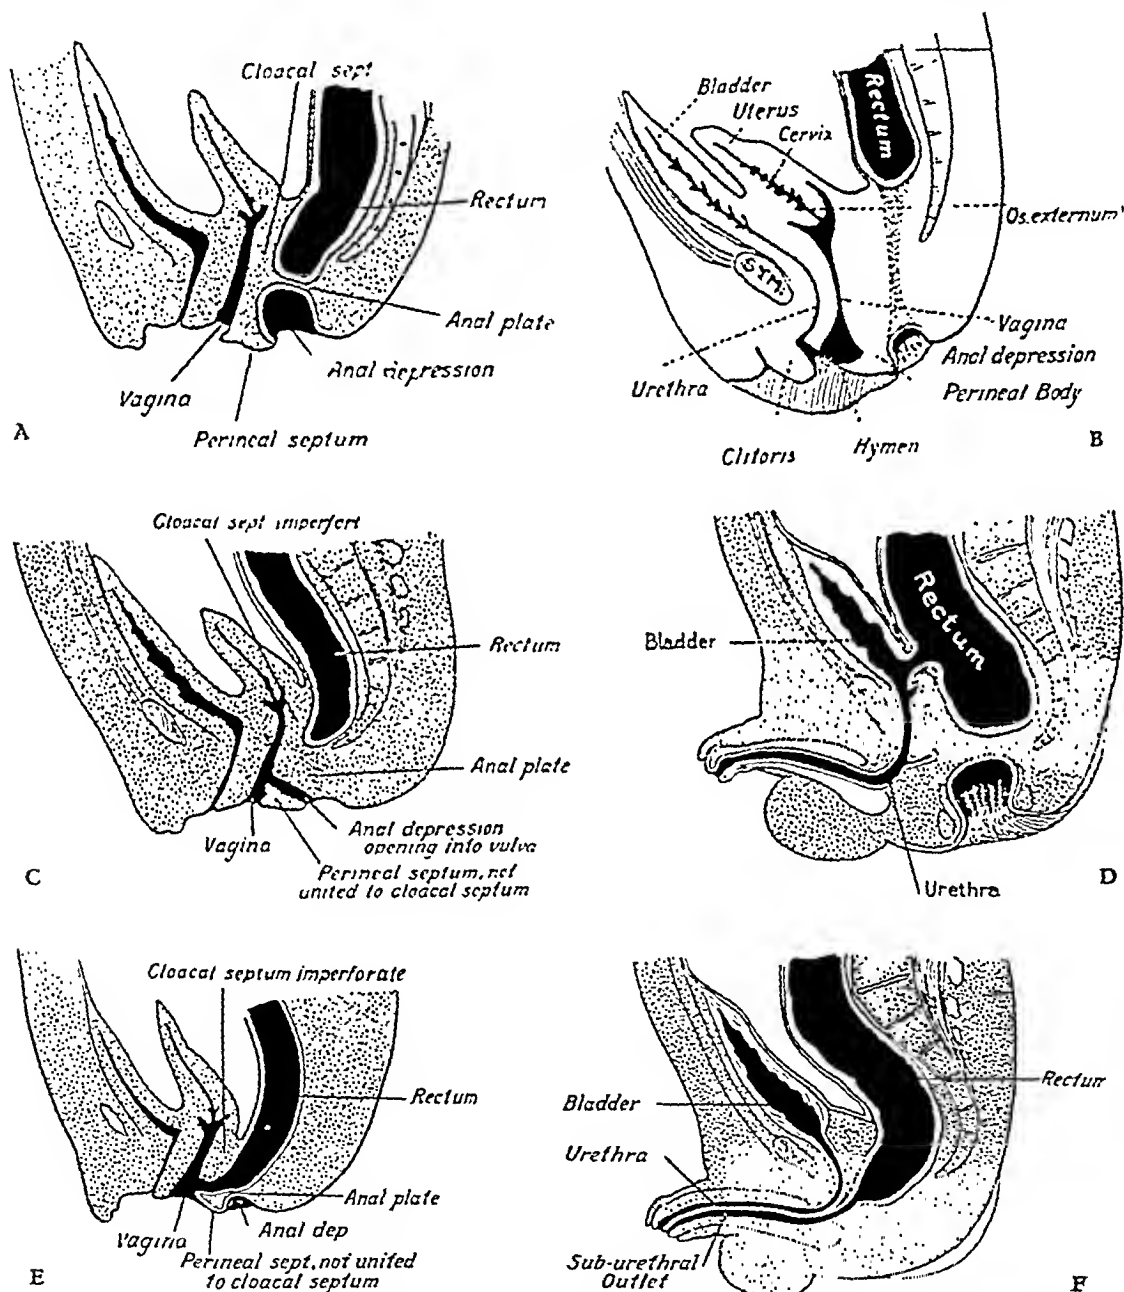 Cloacal sept
Rectum
Anal plate
Anal depression
Vagina
Perineal septum
A
Bladder
Uterus
Cervix
Rectum
Os.externum
SYM.
Vagina
Anal depression
Urethra
Perineal Body
Clitoris
Hymen
B
Cloacal sept imperfert
Rectum
Anal plate
Anal depression
opening into vulva
Vagina
Perineal septum, not
united to cloacal septum
C
Rectum
Bladder
Urethra
D
Cloacal septum imperforate
Rectum
Anal plate
Anal dep
Vagina
Perineal sept, not united
to cloacal septum
E
Rectum
Bladder
Urethra
Sub-urethral
Outlet
F